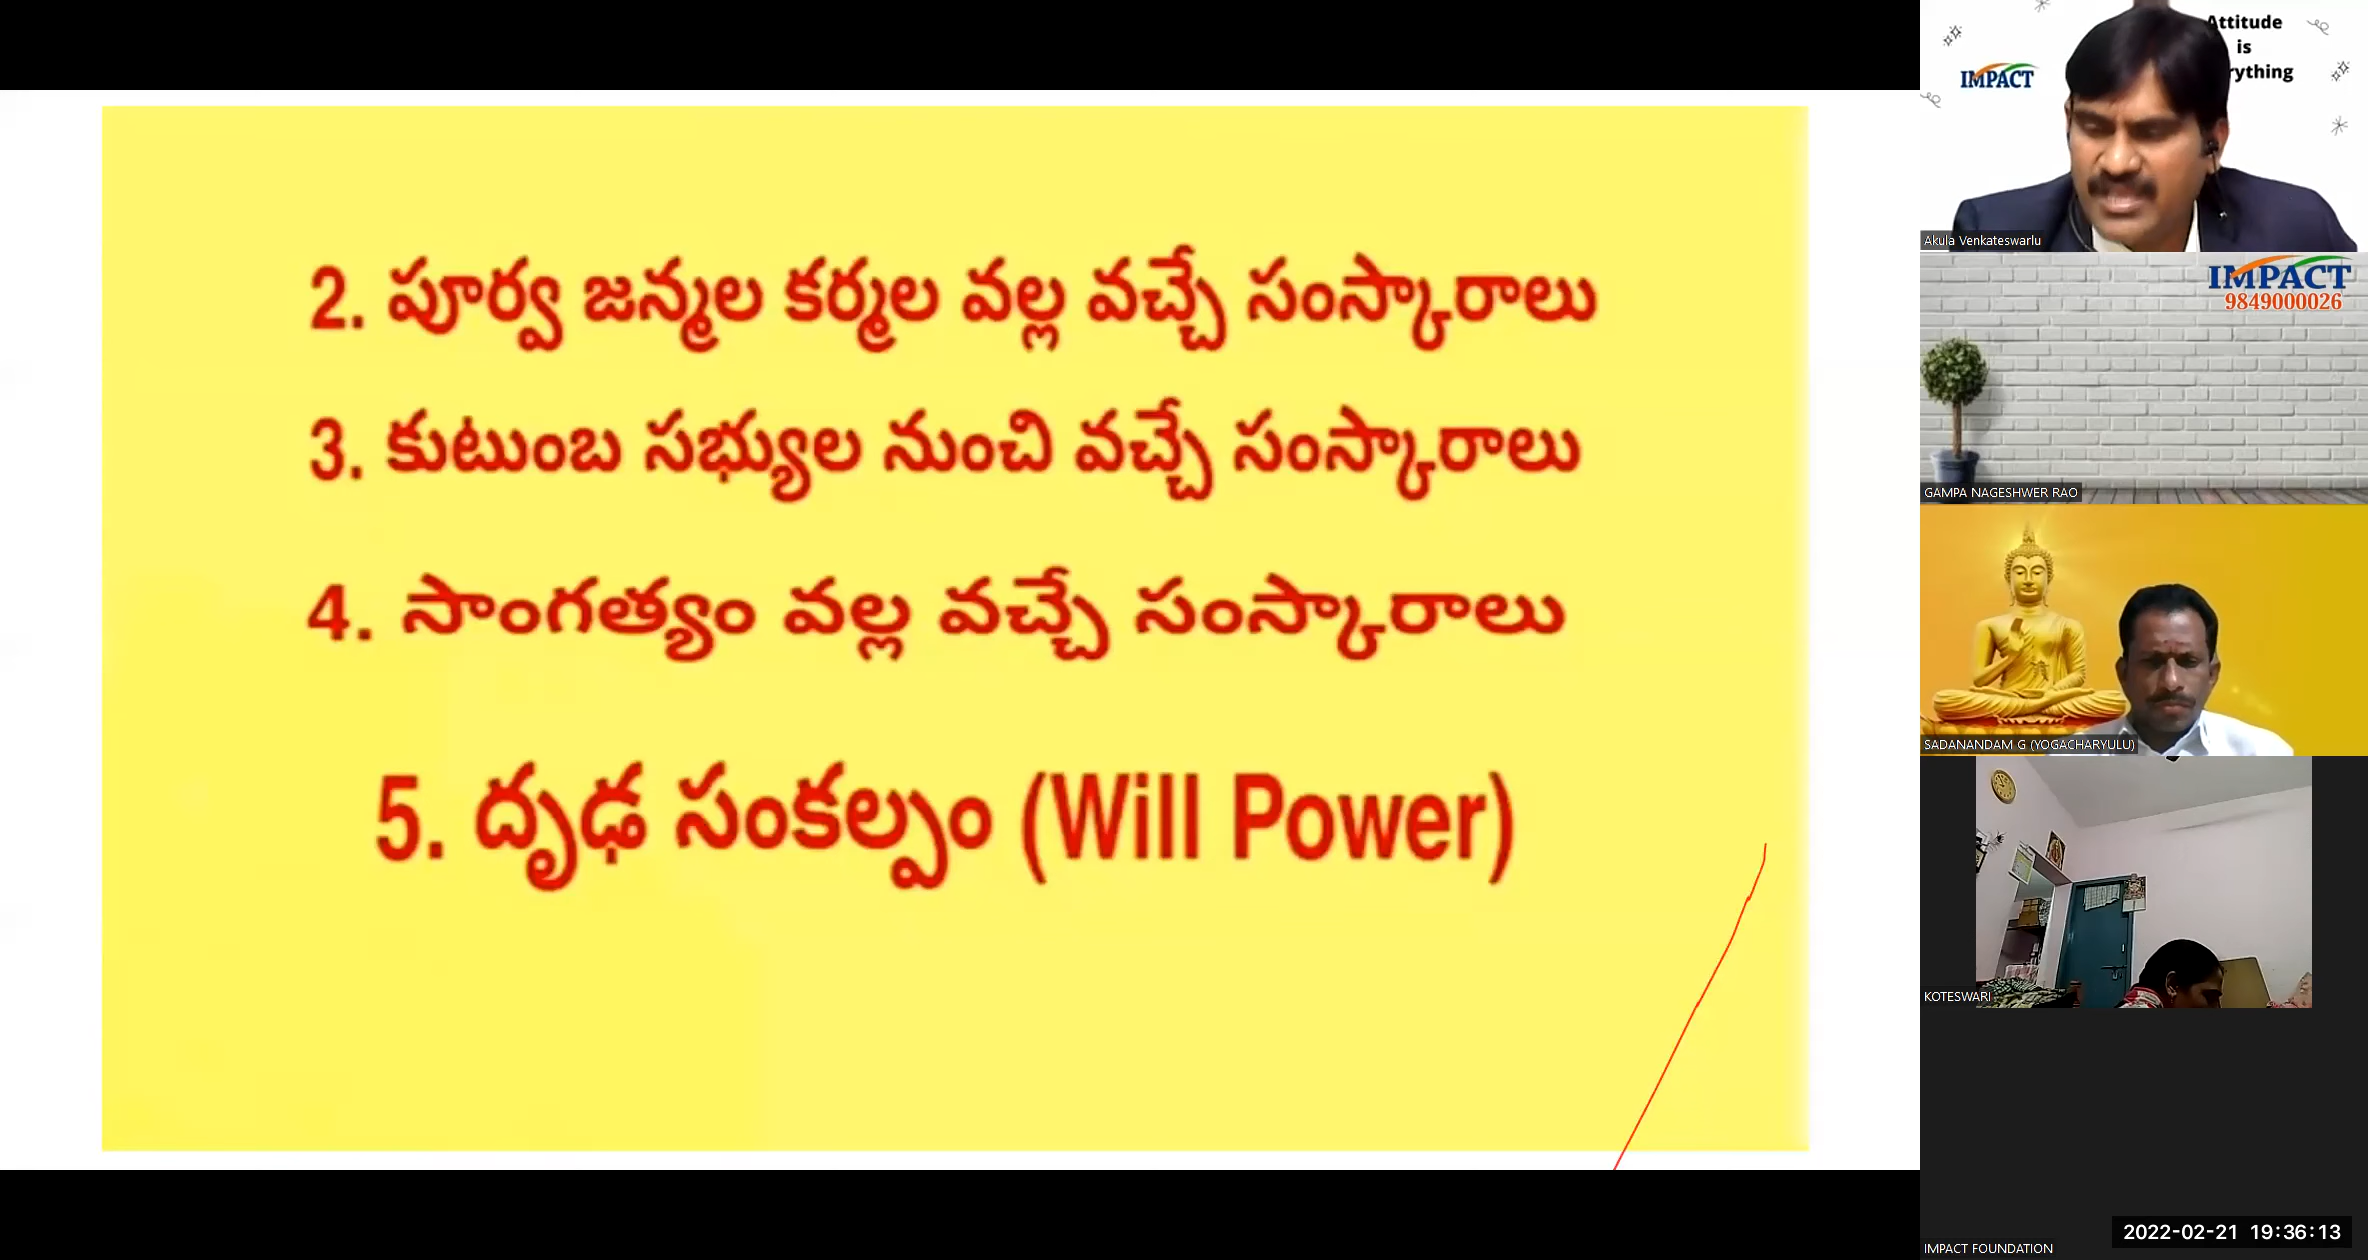 2. పూర్వ జన్మల కర్మల వల్ల వచ్చే సంస్కారాలు
3. కుటుంబ సభ్యుల నుంచి వచ్చే సంస్కారాలు
4. సాంగత్యం వల్ల వచ్చే సంస్కారాలు
5. దృఢ సంకల్పం (Will Power)
Attitude
is
rything
IMPACT
Akula Venkateswarlu
IMPACT
9849000026
GAMPA NAGESHWER RAO
SADANANDAM G (YOGACHARYULU)
KOTESWARI
2022-02-21 19:36:13
IMPACT FOUNDATION